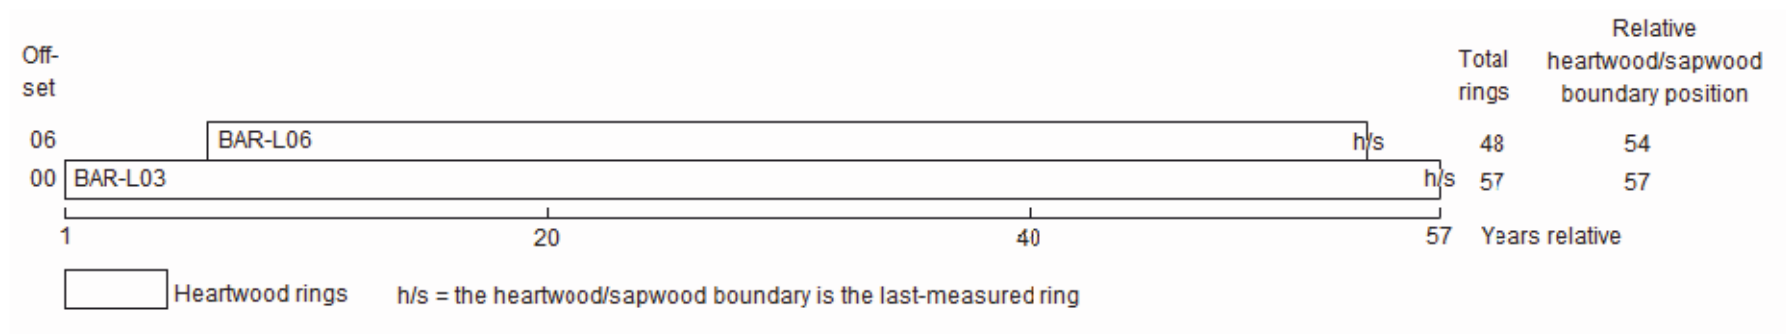 Off-
set
Total
rings
Relative
heartwood/sapwood
boundary position
06 BAR-L06 h/s 48 54
00 BAR-L03 h/s 57 57
1 20 40 57 Years relative
Heartwood rings h/s = the heartwood/sapwood boundary is the last-measured ring